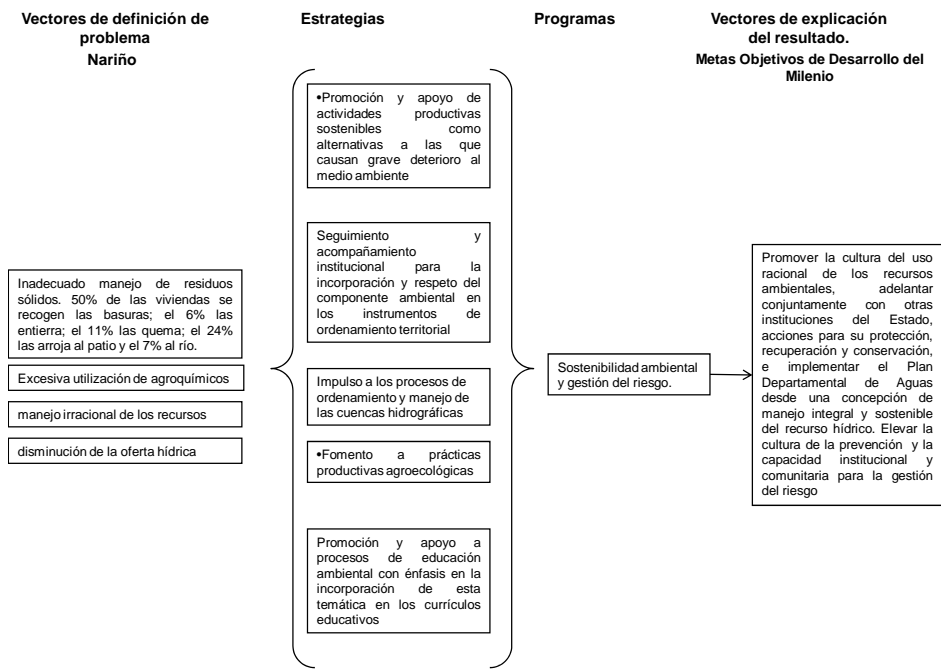 Vectores de definición de
problema
Nariño
Estrategias
Programas
Vectores de explicación
del resultado.
Metas Objetivos de Desarrollo del
Milenio
Inadecuado manejo de residuos
sólidos. 50% de las viviendas se
recogen las basuras; el 6% las
entierra; el 11% las quema; el 24%
las arroja al patio y el 7% al río.
Excesiva utilización de agroquímicos
manejo irracional de los recursos
disminución de la oferta hídrica
•Promoción y apoyo de
actividades productivas
sostenibles como
alternativas a las que
causan grave deterioro al
medio ambiente
Seguimiento y
acompañamiento
institucional para la
incorporación y respeto del
componente ambiental en
los instrumentos de
ordenamiento territorial
Impulso a los procesos de
ordenamiento y manejo de
las cuencas hidrográficas
•Fomento a prácticas
productivas agroecológicas
Promoción y apoyo a
procesos de educación
ambiental con énfasis en la
incorporación de esta
temática en los currículos
educativos
Sostenibilidad ambiental
y gestión del riesgo.
Promover la cultura del uso
racional de los recursos
ambientales, adelantar
conjuntamente con otras
instituciones del Estado,
acciones para su protección,
recuperación y conservación,
e implementar el Plan
Departamental de Aguas
desde una concepción de
manejo integral y sostenible
del recurso hídrico. Elevar la
cultura de la prevención y la
capacidad institucional y
comunitaria para la gestión
del riesgo